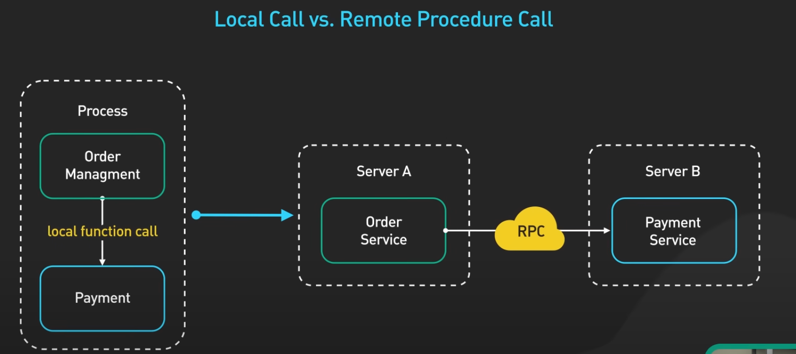 Local Call vs. Remote Procedure Call
Process
Order
Managment
local function call
Payment
Server A
Order
Service
RPC
Server B
Payment
Service